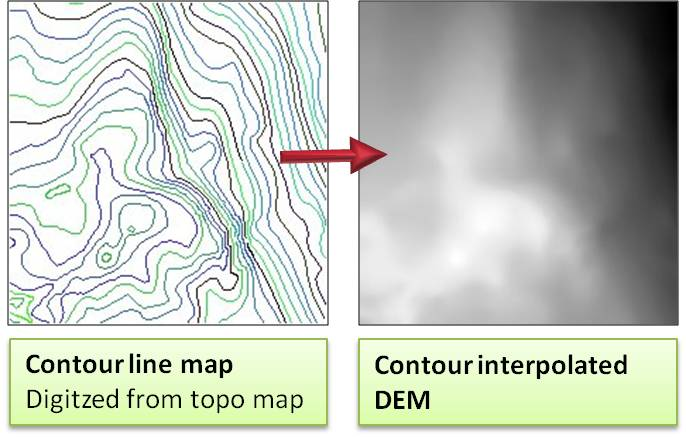 Contour line map
Digitzed from topo map
Contour interpolated
DEM